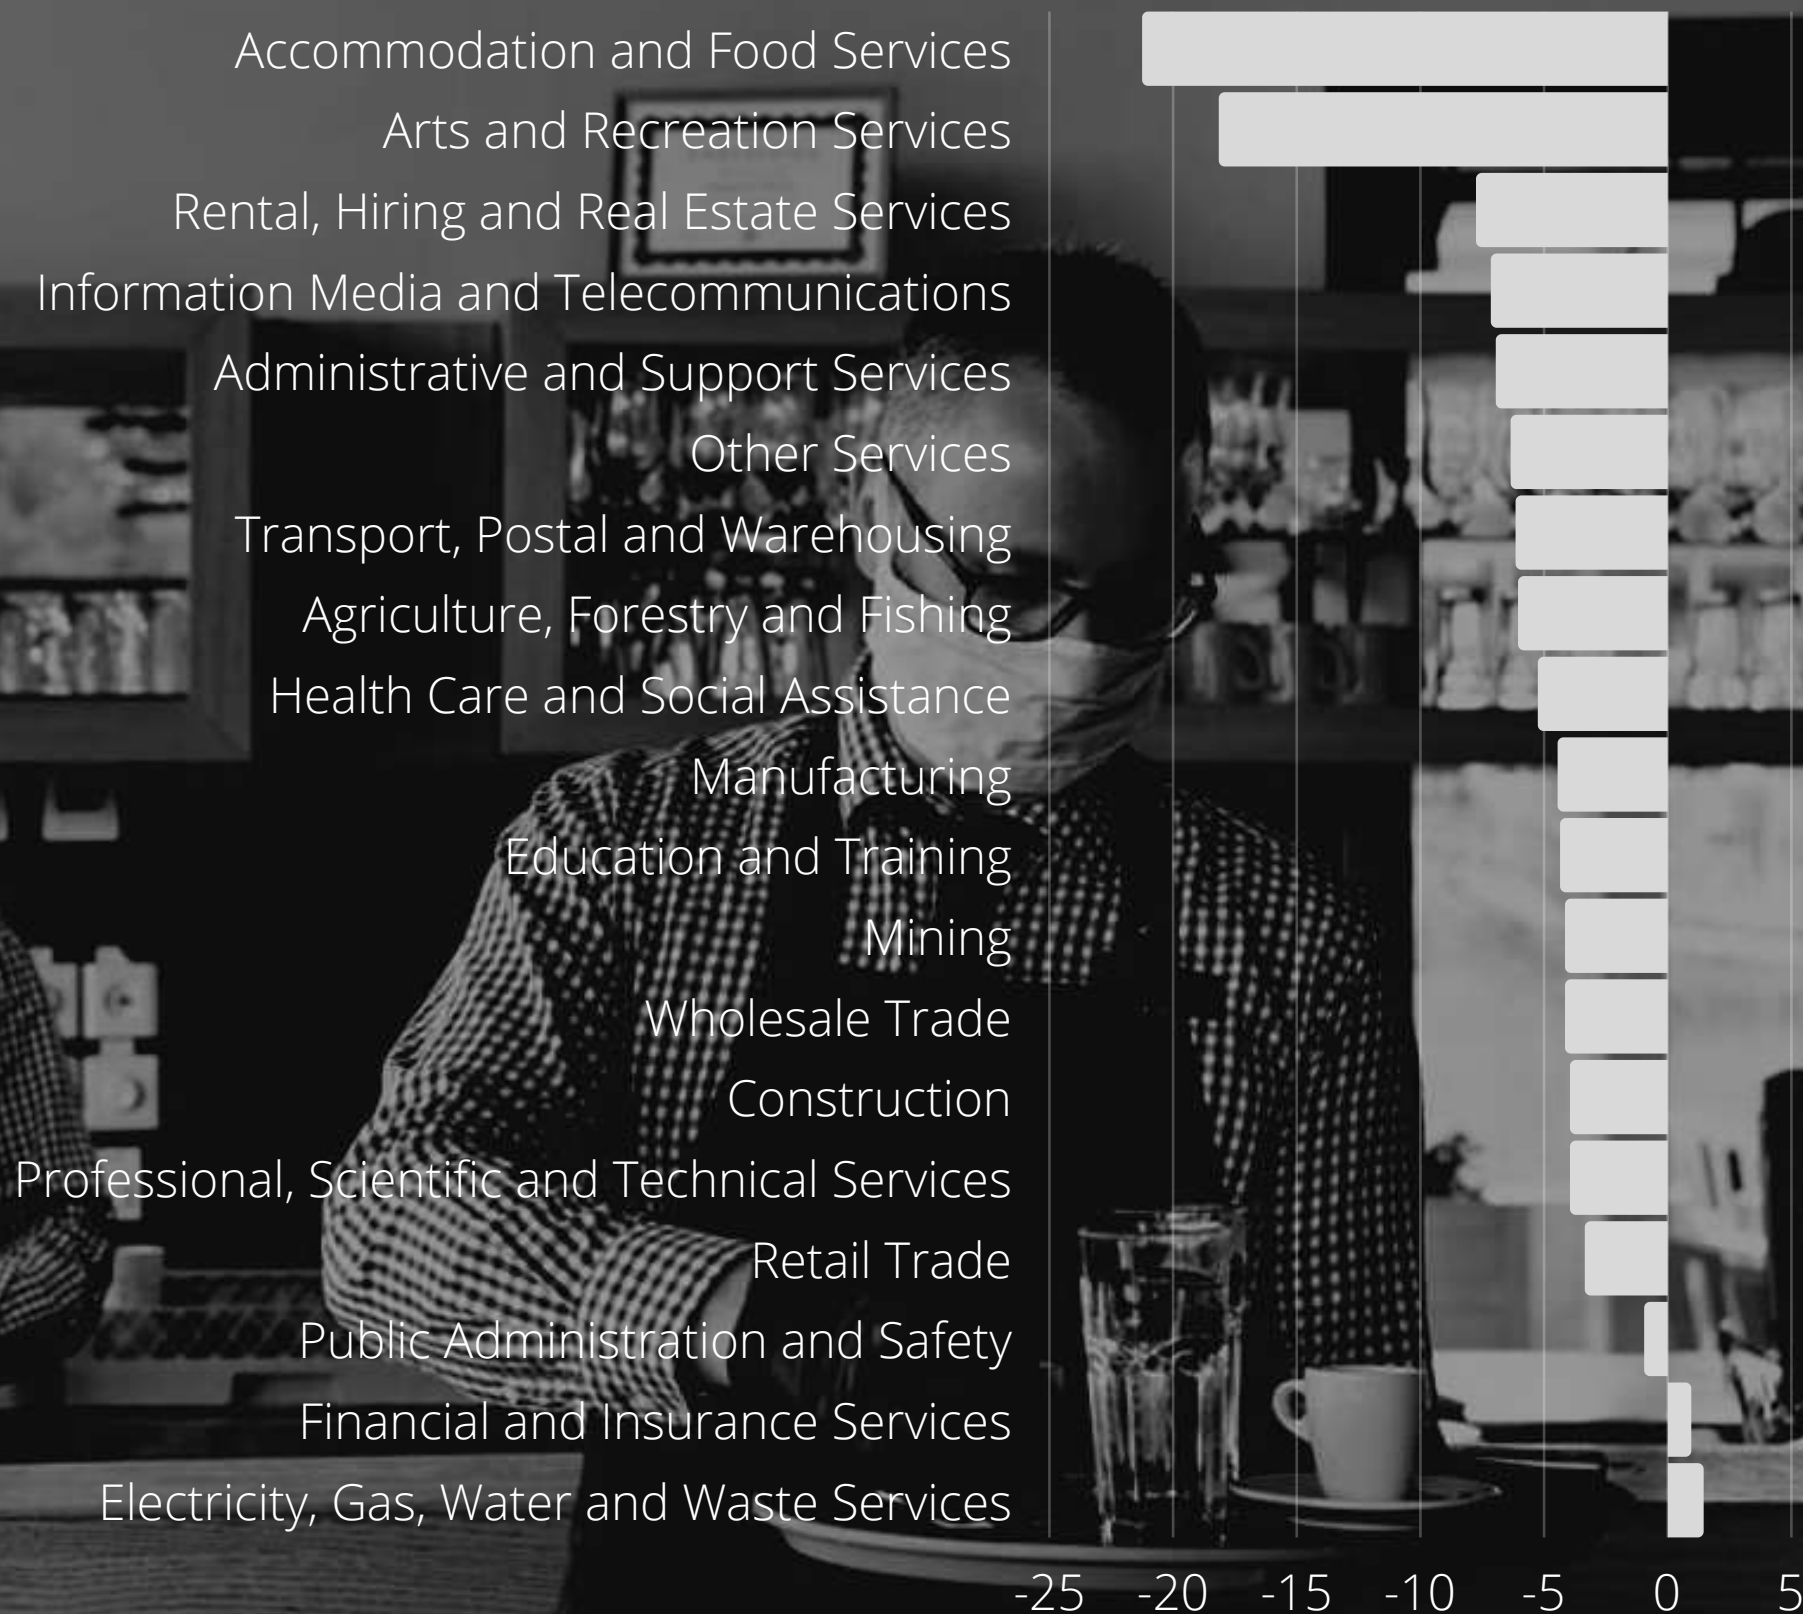 Accommodation and Food Services
Arts and Recreation Services
Rental, Hiring and Real Estate Services
Information Media and Telecommunications
Administrative and Support Services
Other Services
Transport, Postal and Warehousing
Agriculture, Forestry and Fishing
Health Care and Social Assistance
Manufacturing
Education and Training
Mining
Wholesale Trade
Construction
Professional, Scientific and Technical Services
Retail Trade
Public Administration and Safety
Financial and Insurance Services
Electricity, Gas, Water and Waste Services
-25 -20 -15 -10 -5 0 5